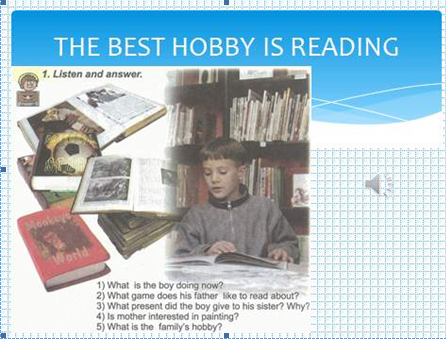 THE BEST HOBBY IS READING
1. Listen and answer.
Monkey
World
1) What is the boy doing now?
2) What game does his father like to read about?
3) What present did the boy give to his sister? Why?
4) Is mother interested in painting?
5) What is the family's hobby?